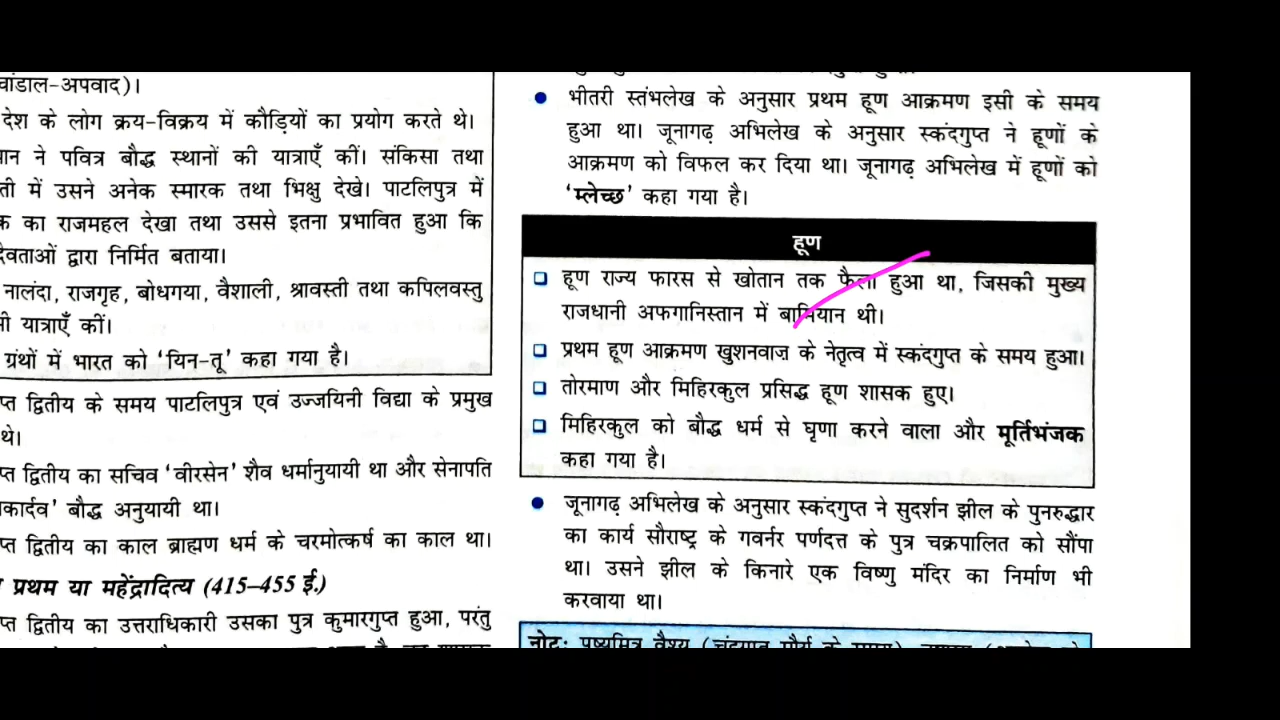 वांडाल-अपवाद)।
देश के लोग क्रय-विक्रय में कौड़ियों का प्रयोग करते थे।
यान ने पवित्र बौद्ध स्थानों की यात्राएँ कीं। संकिसा तथा
ती में उसने अनेक स्मारक तथा भिक्षु देखे। पाटलिपुत्र में
क का राजमहल देखा तथा उससे इतना प्रभावित हुआ कि
देवताओं द्वारा निर्मित बताया।
नालंदा, राजगृह, बोधगया, वैशाली, श्रावस्ती तथा कपिलवस्तु
भी यात्राएँ कीं।
ग्रंथों में भारत को ‘यिन-तू’ कहा गया है।
प्त द्वितीय के समय पाटलिपुत्र एवं उज्जयिनी विद्या के प्रमुख
थे।
प्त द्वितीय का सचिव ‘वीरसेन’ शैव धर्मानुयायी था और सेनापति
कार्दव’ बौद्ध अनुयायी था।
प्त द्वितीय का काल ब्राह्मण धर्म के चरमोत्कर्ष का काल था।
प्रथम या महेंद्रादित्य (415–455 ई.)
प्त द्वितीय का उत्तराधिकारी उसका पुत्र कुमारगुप्त हुआ, परंतु
● भीतरी स्तंभलेख के अनुसार प्रथम हूण आक्रमण इसी के समय
हुआ था। जूनागढ़ अभिलेख के अनुसार स्कंदगुप्त ने हूणों के
आक्रमण को विफल कर दिया था। जूनागढ़ अभिलेख में हूणों को
‘म्लेच्छ’ कहा गया है।
हूण
❑ हूण राज्य फारस से खोतान तक फैला हुआ था, जिसकी मुख्य
राजधानी अफगानिस्तान में बामियान थी।
❑ प्रथम हूण आक्रमण खुशनवाज के नेतृत्व में स्कंदगुप्त के समय हुआ।
❑ तोरमाण और मिहिरकुल प्रसिद्ध हूण शासक हुए।
❑ मिहिरकुल को बौद्ध धर्म से घृणा करने वाला और मूर्तिभंजक
कहा गया है।
● जूनागढ़ अभिलेख के अनुसार स्कंदगुप्त ने सुदर्शन झील के पुनरुद्धार
का कार्य सौराष्ट्र के गवर्नर पर्णदत्त के पुत्र चक्रपालित को सौंपा
था। उसने झील के किनारे एक विष्णु मंदिर का निर्माण भी
करवाया था।
नोट: पुष्यमित्र वैश्य (चंद्रगुप्त मौर्य के समय)